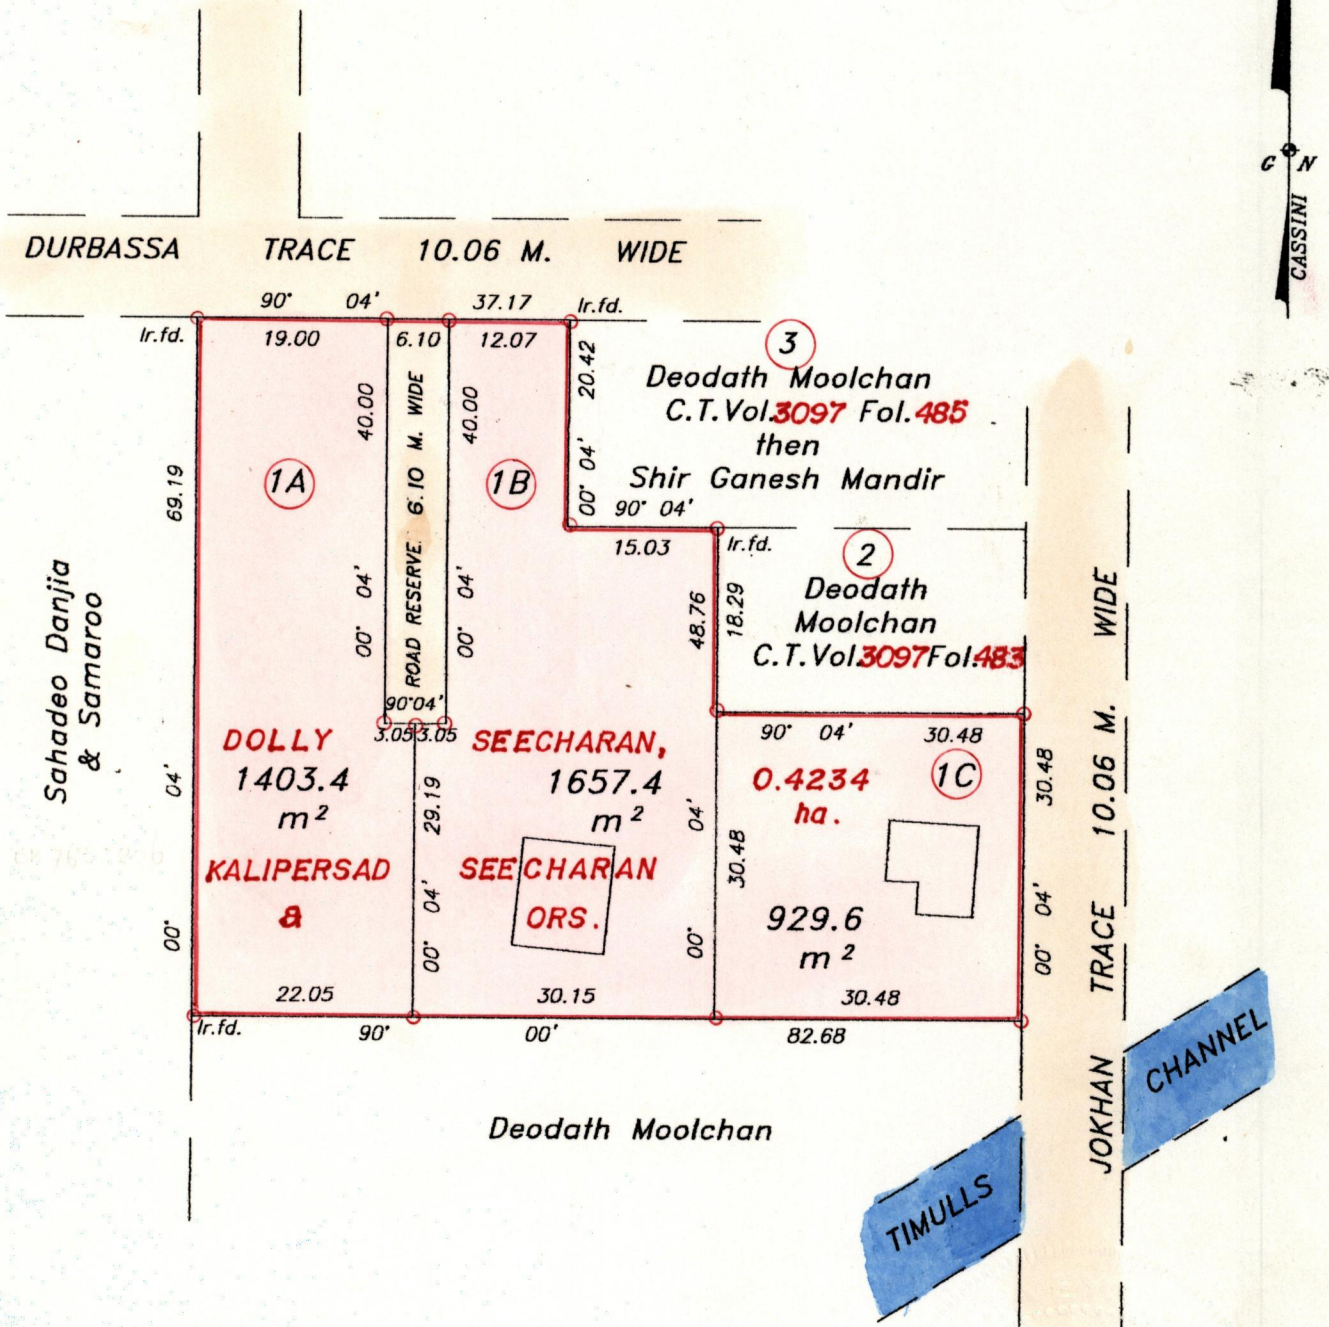 G N
CASSINI
DURBASSA TRACE 10.06 M. WIDE
90° 04' 37.17 Ir.fd.
Ir.fd. 19.00 6.10 12.07
3
Deodath Moolchan
C.T.Vol.3097 Fol.485
then
Shir Ganesh Mandir
20.42
00° 04'
90° 04'
15.03
Ir.fd.
2
Deodath
Moolchan
C.T.Vol.3097 Fol.483
48.76
18.29
40.00
00° 04'
ROAD RESERVE 6.10 M. WIDE
40.00
00° 04'
1A
1B
69.19
00° 04'
Sahadeo Danjia
& Samaroo
90°04'
3.05 3.05
DOLLY SEECHARAN,
1403.4
m²
1657.4
m²
KALIPERSAD SEECHARAN
a ORS.
29.19
00° 04'
00° 04'
30.48
90° 04' 30.48
1C
0.4234
ha.
929.6
m²
30.48
00° 04'
22.05 30.15 30.48
Ir.fd. 90° 00' 82.68
Deodath Moolchan
JOKHAN TRACE 10.06 M. WIDE
TIMULLS CHANNEL